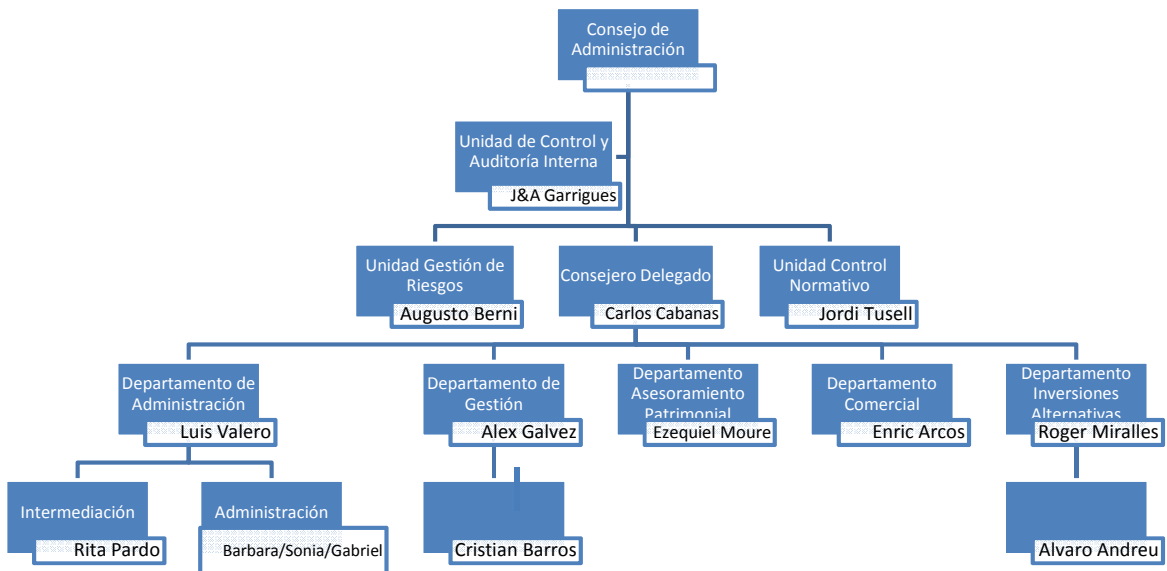 Consejo de
Administración
Unidad de Control y
Auditoría Interna
J&A Garrigues
Unidad Gestión de
Riesgos
Augusto Berni
Consejero Delegado
Carlos Cabanas
Unidad Control
Normativo
Jordi Tusell
Departamento de
Administración
Luis Valero
Departamento de
Gestión
Alex Galvez
Departamento
Asesoramiento
Patrimonial
Ezequiel Moure
Departamento
Comercial
Enric Arcos
Departamento
Inversiones
Alternativas
Roger Miralles
Intermediación
Rita Pardo
Administración
Barbara/Sonia/Gabriel
Cristian Barros
Alvaro Andreu